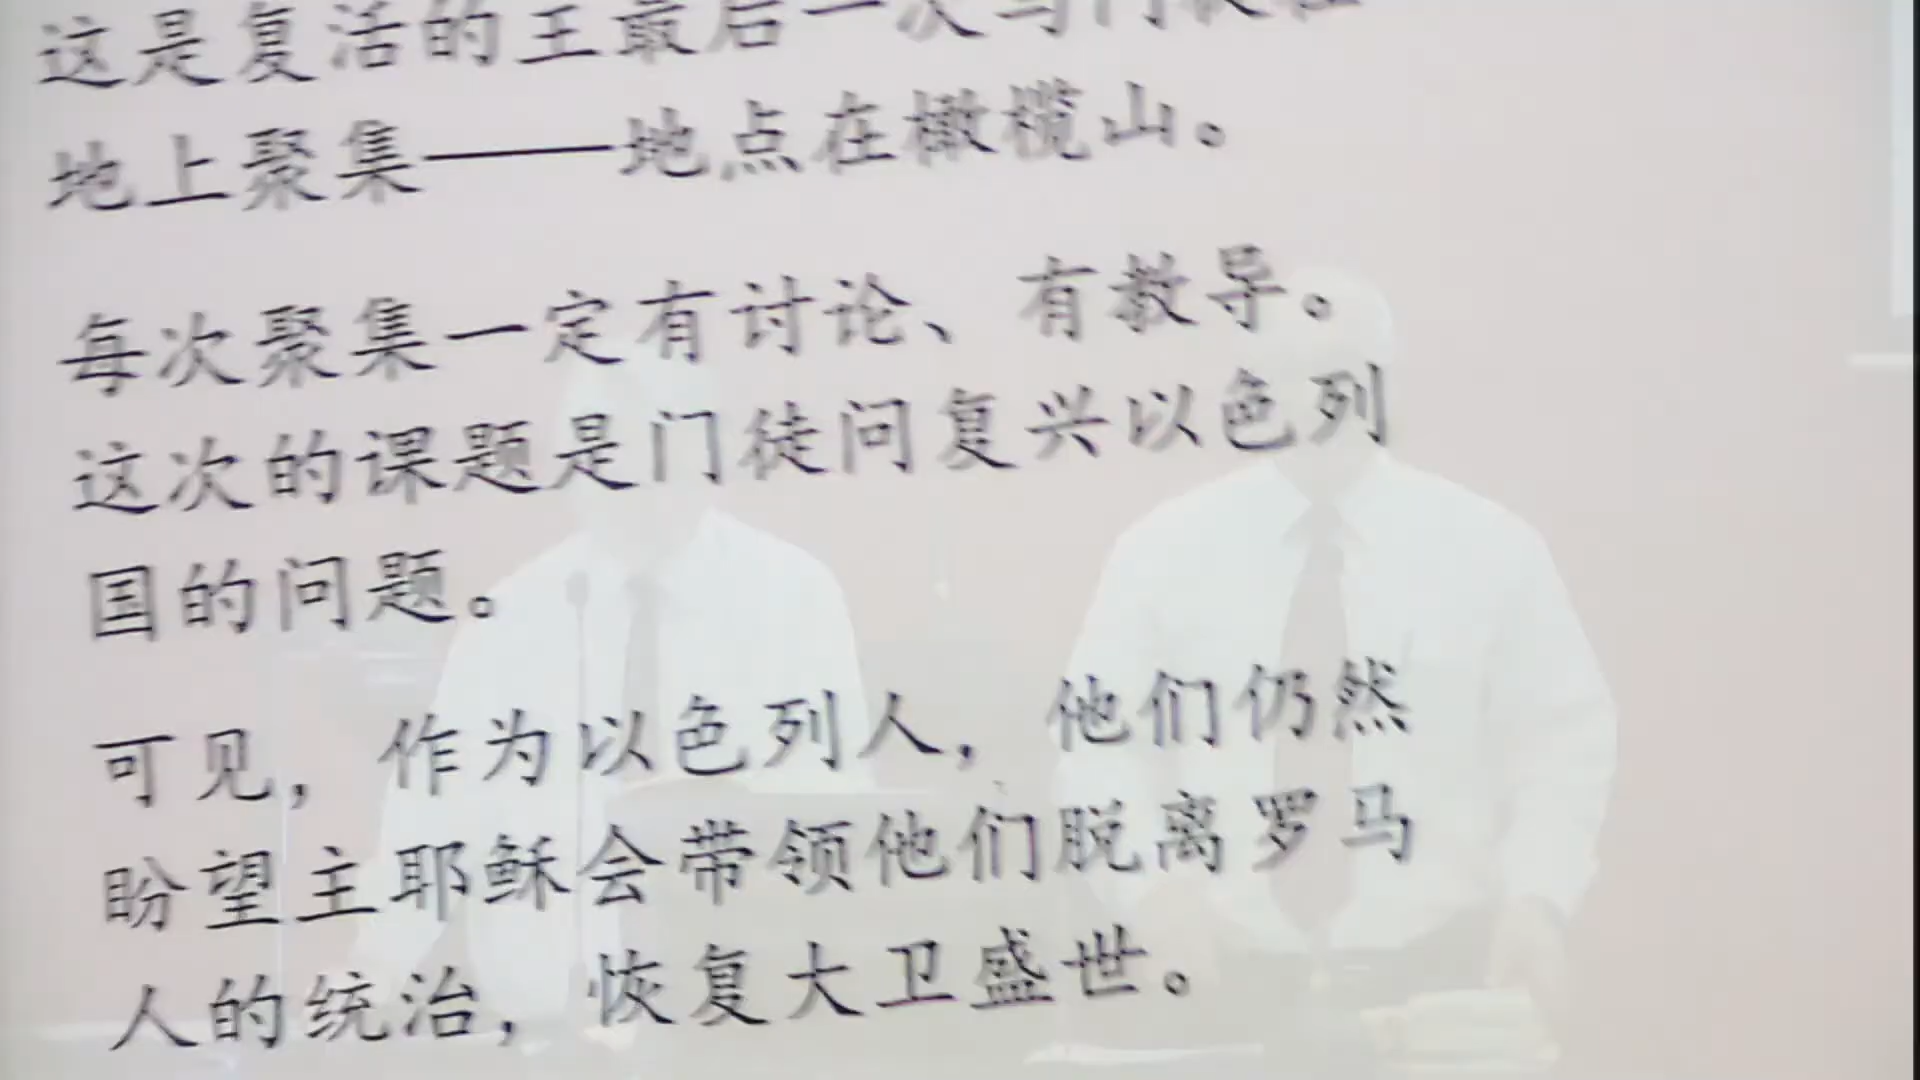 这是复活的王最后一次与门徒在
地上聚集——地点在橄榄山。
每次聚集一定有讨论、有教导。
这次的课题是门徒问复兴以色列
国的问题。
可见，作为以色列人，他们仍然
盼望主耶稣会带领他们脱离罗马
人的统治，恢复大卫盛世。